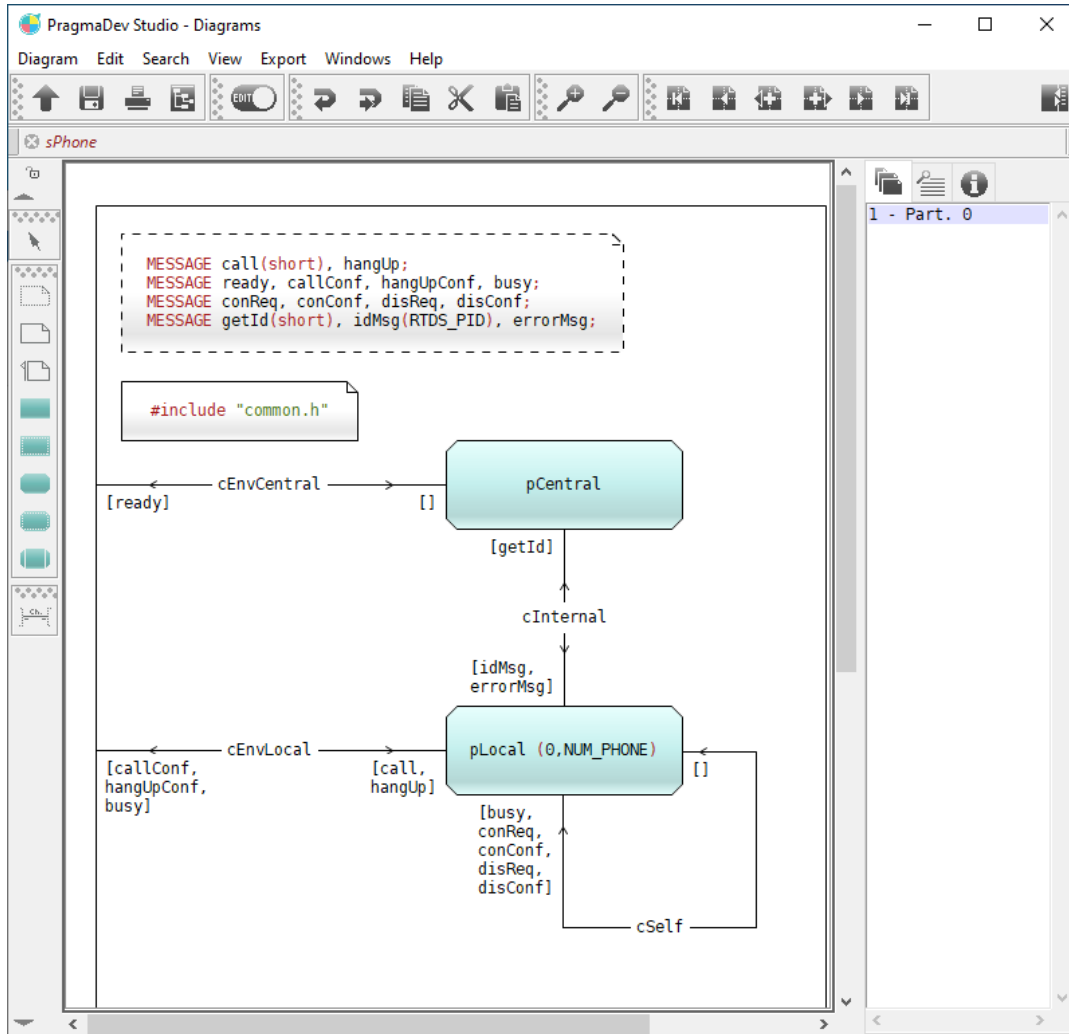 PragmaDev Studio - Diagrams
Diagram Edit Search View Export Windows Help
EDIT
sPhone
1 - Part. 0
MESSAGE call(short), hangUp;
MESSAGE ready, callConf, hangUpConf, busy;
MESSAGE conReq, conConf, disReq, disConf;
MESSAGE getId(short), idMsg(RTDS_PID), errorMsg;
#include "common.h"
cEnvCentral
pCentral
[ready]
[]
[getId]
cInternal
[idMsg,
errorMsg]
cEnvLocal
pLocal (0,NUM_PHONE)
[callConf,
hangUpConf,
busy]
[call,
hangUp]
[]
[busy,
conReq,
conConf,
disReq,
disConf]
cSelf
Ch.